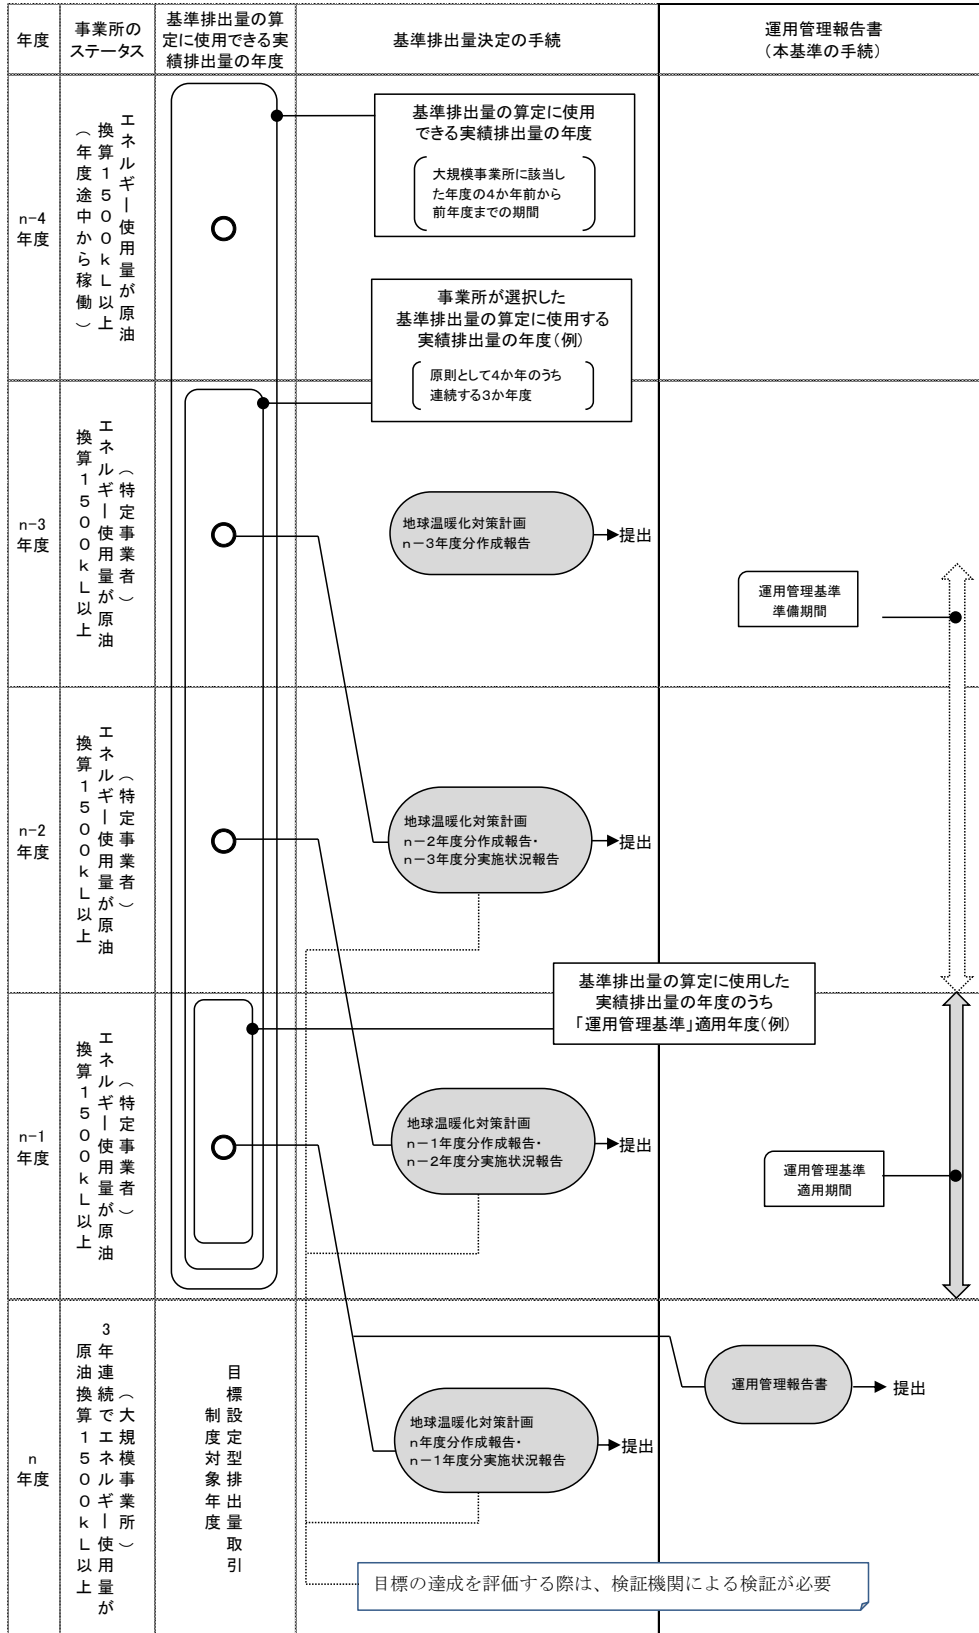 年度
事業所の
ステータス
基準排出量の算
定に使用できる実
績排出量の年度
基準排出量決定の手続
運用管理報告書
（本基準の手続）
n-4
年度
エネルギー使用量が原油
換算１５００ｋＬ以上
（年度途中から稼働）
基準排出量の算定に使用
できる実績排出量の年度
大規模事業所に該当し
た年度の4か年前から
前年度までの期間
事業所が選択した
基準排出量の算定に使用する
実績排出量の年度（例）
原則として4か年のうち
連続する3か年度
n-3
年度
（特定事業者）
エネルギー使用量が原油
換算１５００ｋＬ以上
地球温暖化対策計画
n－3年度分作成報告
提出
運用管理基準
準備期間
n-2
年度
（特定事業者）
エネルギー使用量が原油
換算１５００ｋＬ以上
地球温暖化対策計画
n－2年度分作成報告・
n－3年度分実施状況報告
提出
基準排出量の算定に使用した
実績排出量の年度のうち
「運用管理基準」適用年度（例）
n-1
年度
（特定事業者）
エネルギー使用量が原油
換算１５００ｋＬ以上
地球温暖化対策計画
n－1年度分作成報告・
n－2年度分実施状況報告
提出
運用管理基準
適用期間
n
年度
（大規模事業所）
３年連続でエネルギー使用量が
原油換算１５００ｋＬ以上
目標設定型排出量取引
制度対象年度
地球温暖化対策計画
n年度分作成報告・
n－1年度分実施状況報告
提出
運用管理報告書
提出
目標の達成を評価する際は、検証機関による検証が必要